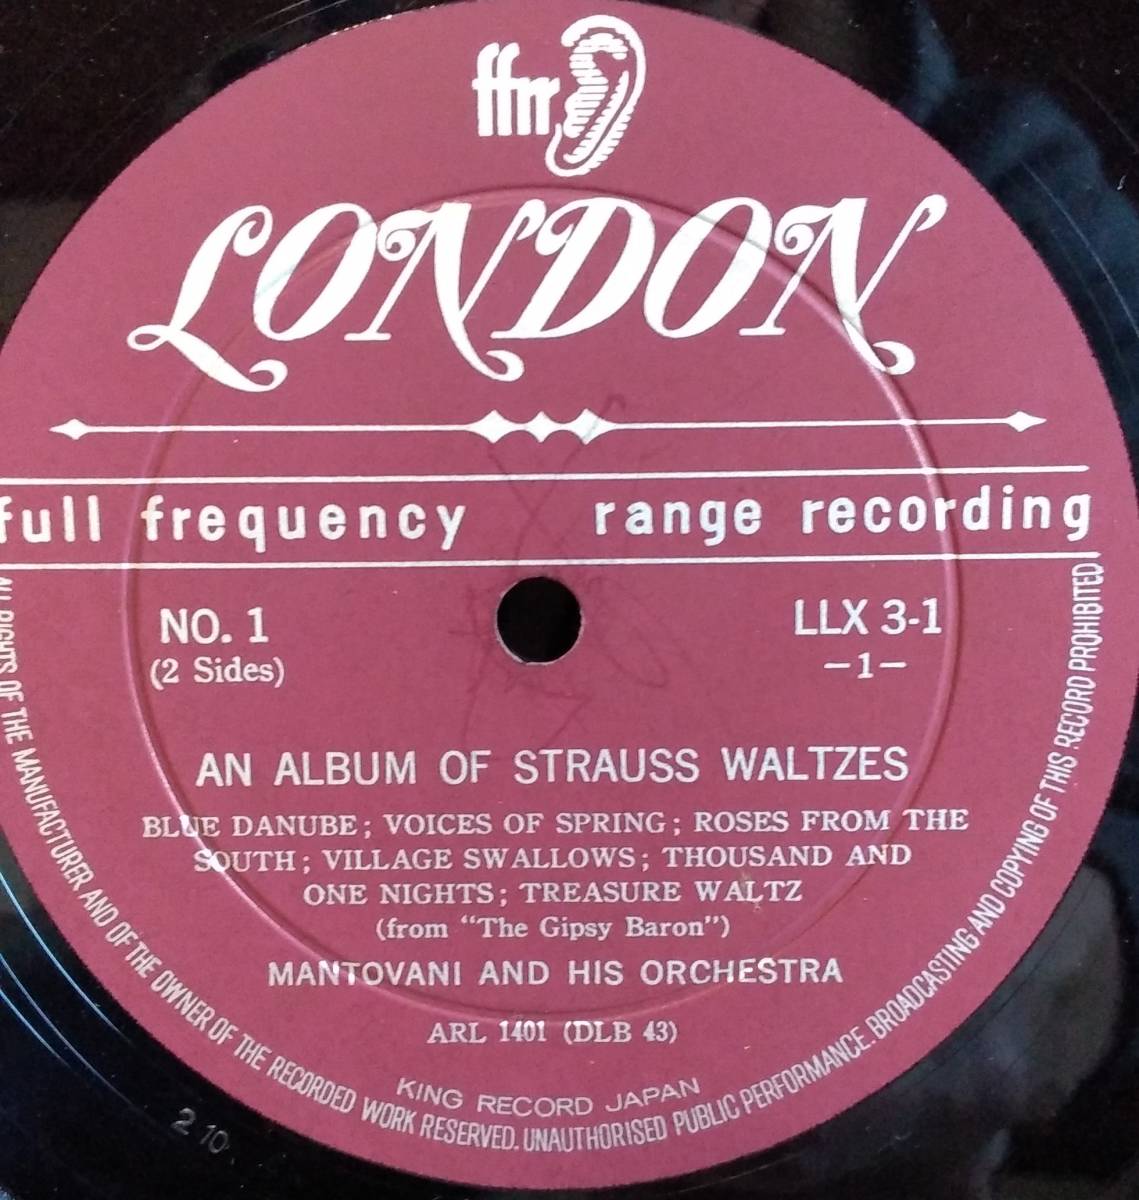 ffrr
LONDON
full frequency range recording
NO. 1
(2 Sides)
LLX 3-1
—1—
AN ALBUM OF STRAUSS WALTZES
BLUE DANUBE; VOICES OF SPRING; ROSES FROM THE
SOUTH; VILLAGE SWALLOWS; THOUSAND AND
ONE NIGHTS; TREASURE WALTZ
(from "The Gipsy Baron")
MANTOVANI AND HIS ORCHESTRA
ARL 1401 (DLB 43)
KING RECORD JAPAN
ALL RIGHTS OF THE MANUFACTURER AND OF THE OWNER OF THE RECORDED WORK RESERVED. UNAUTHORISED PUBLIC PERFORMANCE. BROADCASTING AND COPYING OF THIS RECORD PROHIBITED
2 10